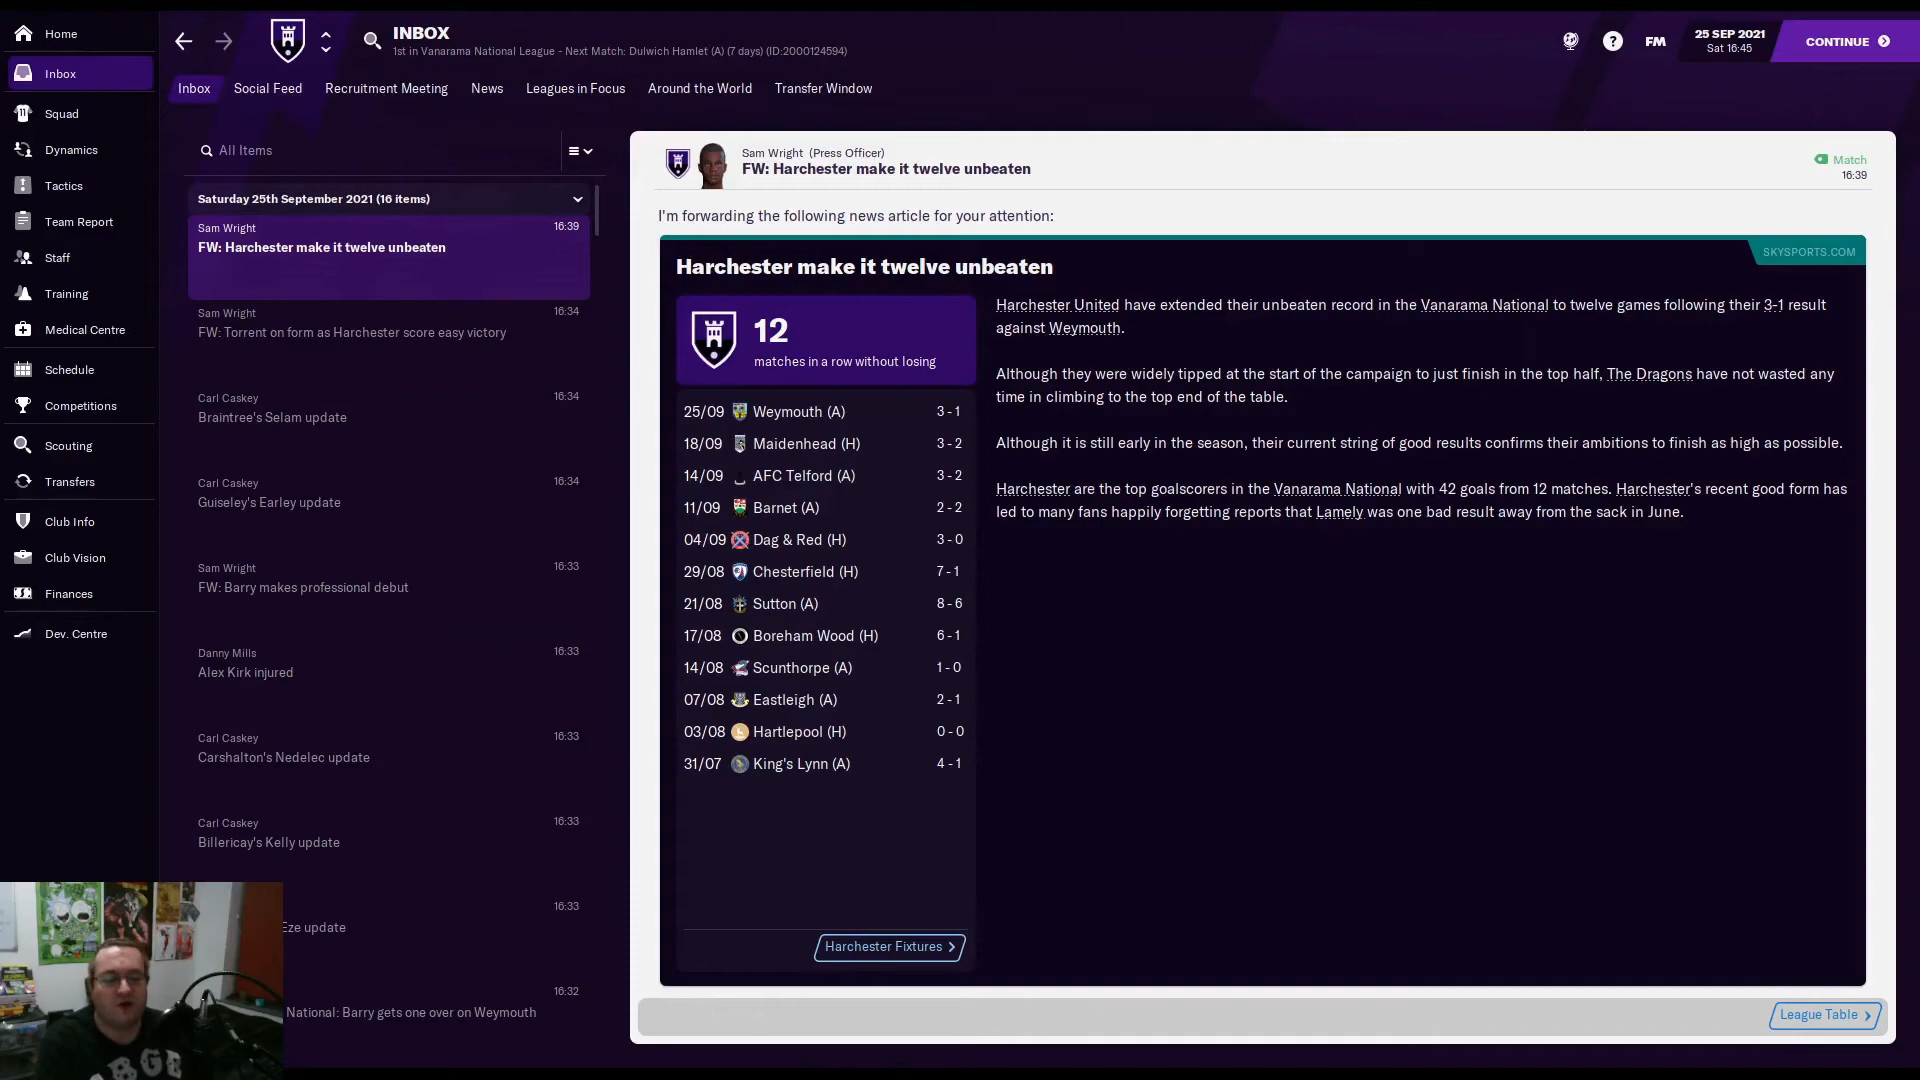 Home
Inbox
Squad
Dynamics
Tactics
Team Report
Staff
Training
Medical Centre
Schedule
Competitions
Scouting
Transfers
Club Info
Club Vision
Finances
Dev. Centre
INBOX
1st in Vanarama National League - Next Match: Dulwich Hamlet (A) (7 days) (ID:2000124594)
FM
25 SEP 2021
Sat 16:45
CONTINUE
Inbox Social Feed Recruitment Meeting News Leagues in Focus Around the World Transfer Window
All Items
Saturday 25th September 2021 (16 items)
Sam Wright 16:39
FW: Harchester make it twelve unbeaten
Sam Wright 16:34
FW: Torrent on form as Harchester score easy victory
Carl Caskey 16:34
Braintree's Selam update
Carl Caskey 16:34
Guiseley's Earley update
Sam Wright 16:33
FW: Barry makes professional debut
Danny Mills 16:33
Alex Kirk injured
Carl Caskey 16:33
Carshalton's Nedelec update
Carl Caskey 16:33
Billericay's Kelly update
16:33
Eze update
16:32
National: Barry gets one over on Weymouth
Sam Wright (Press Officer)
FW: Harchester make it twelve unbeaten
Match
16:39
I'm forwarding the following news article for your attention:
SKYSPORTS.COM
Harchester make it twelve unbeaten
12
matches in a row without losing
25/09 Weymouth (A) 3 - 1
18/09 Maidenhead (H) 3 - 2
14/09 AFC Telford (A) 3 - 2
11/09 Barnet (A) 2 - 2
04/09 Dag & Red (H) 3 - 0
29/08 Chesterfield (H) 7 - 1
21/08 Sutton (A) 8 - 6
17/08 Boreham Wood (H) 6 - 1
14/08 Scunthorpe (A) 1 - 0
07/08 Eastleigh (A) 2 - 1
03/08 Hartlepool (H) 0 - 0
31/07 King's Lynn (A) 4 - 1
Harchester Fixtures
Harchester United have extended their unbeaten record in the Vanarama National to twelve games following their 3-1 result
against Weymouth.
Although they were widely tipped at the start of the campaign to just finish in the top half, The Dragons have not wasted any
time in climbing to the top end of the table.
Although it is still early in the season, their current string of good results confirms their ambitions to finish as high as possible.
Harchester are the top goalscorers in the Vanarama National with 42 goals from 12 matches. Harchester's recent good form has
led to many fans happily forgetting reports that Lamely was one bad result away from the sack in June.
League Table